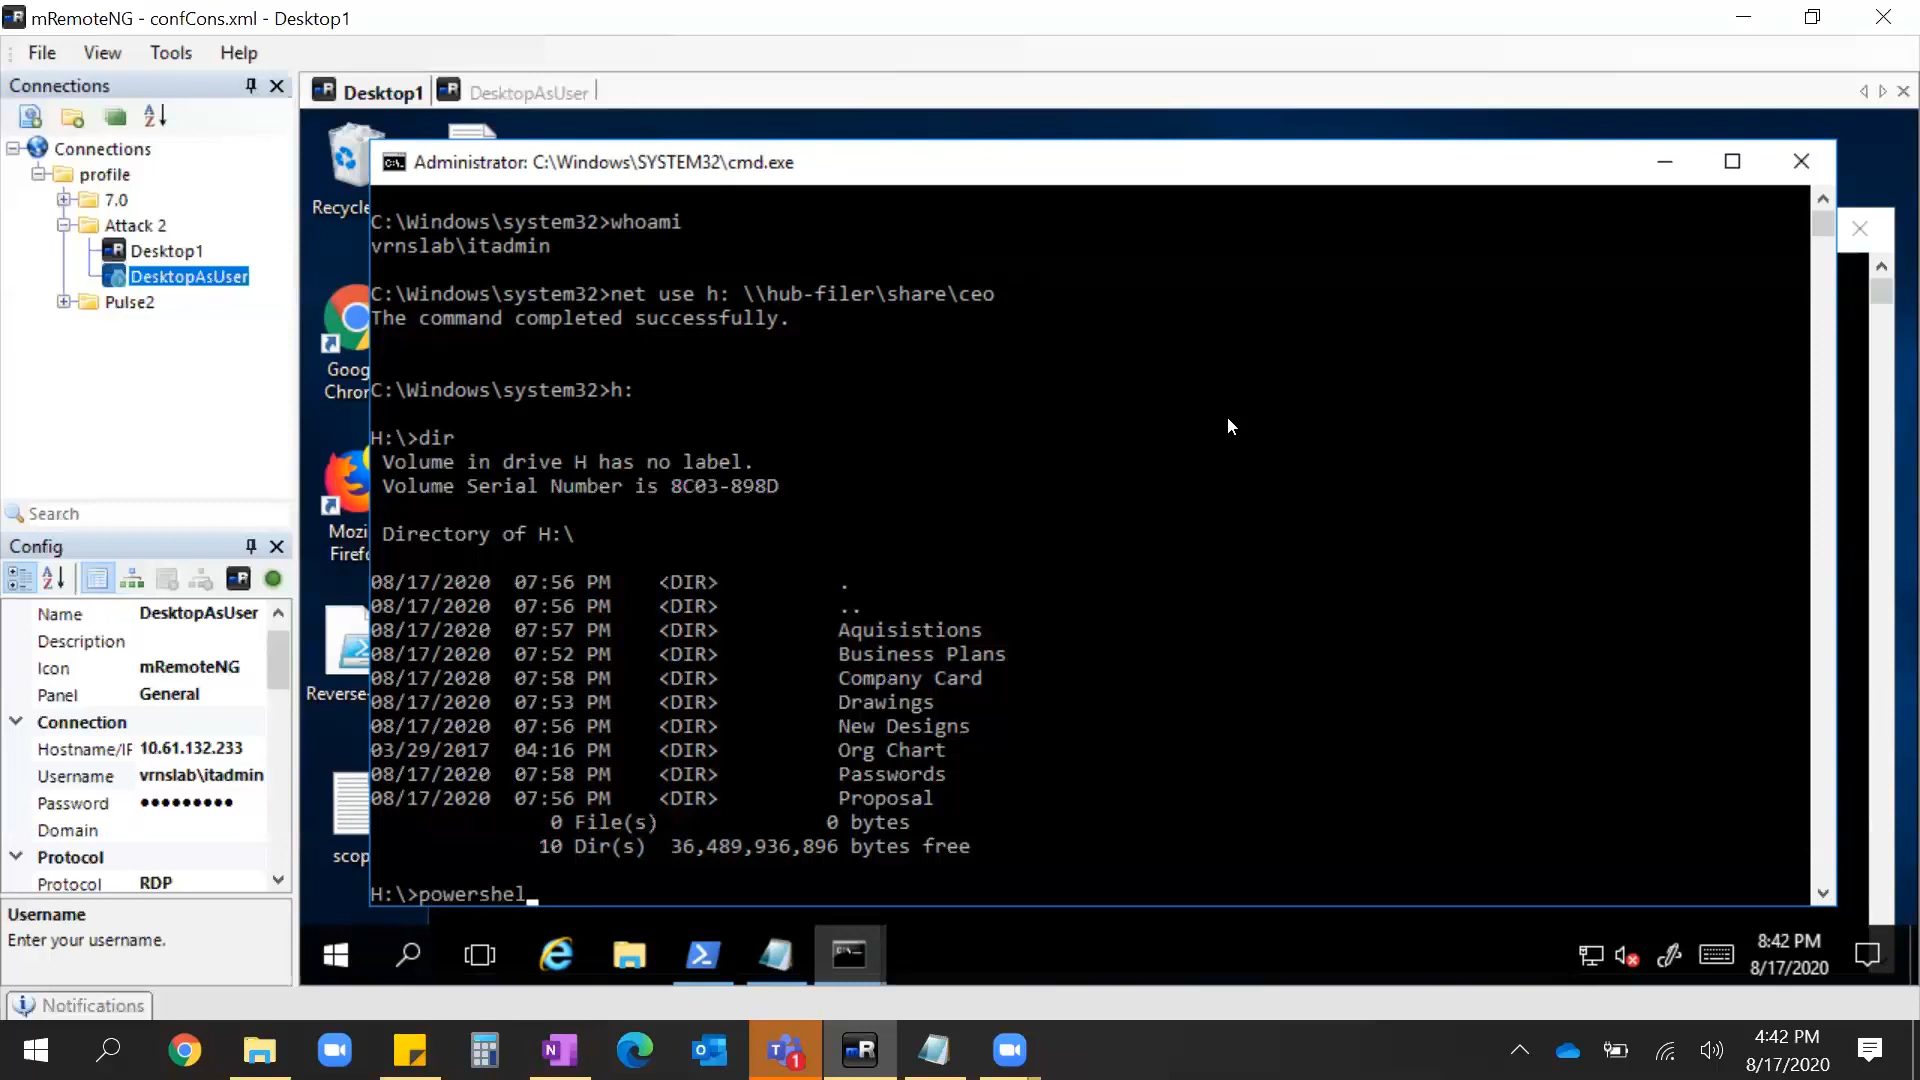 mRemoteNG - confCons.xml - Desktop1
File View Tools Help
Connections
Connections
profile
7.0
Attack 2
Desktop1
DesktopAsUser
Pulse2
Search
Config
Name DesktopAsUser
Description
Icon mRemoteNG
Panel General
Connection
Hostname/IP 10.61.132.233
Username vrnslab\itadmin
Password ●●●●●●●●●
Domain
Protocol
Protocol RDP
Username
Enter your username.
Notifications
Desktop1 DesktopAsUser
Recycle
Goog
Chron
Mozi
Firefo
Reverse-
scop
Administrator: C:\Windows\SYSTEM32\cmd.exe
C:\Windows\system32>whoami
vrnslab\itadmin
C:\Windows\system32>net use h: \\hub-filer\share\ceo
The command completed successfully.
C:\Windows\system32>h:
H:\>dir
Volume in drive H has no label.
Volume Serial Number is 8C03-898D
Directory of H:\
08/17/2020 07:56 PM <DIR> .
08/17/2020 07:56 PM <DIR> ..
08/17/2020 07:57 PM <DIR> Aquisistions
08/17/2020 07:52 PM <DIR> Business Plans
08/17/2020 07:58 PM <DIR> Company Card
08/17/2020 07:53 PM <DIR> Drawings
08/17/2020 07:56 PM <DIR> New Designs
03/29/2017 04:16 PM <DIR> Org Chart
08/17/2020 07:58 PM <DIR> Passwords
08/17/2020 07:56 PM <DIR> Proposal
0 File(s) 0 bytes
10 Dir(s) 36,489,936,896 bytes free
H:\>powershel_
8:42 PM
8/17/2020
4:42 PM
8/17/2020